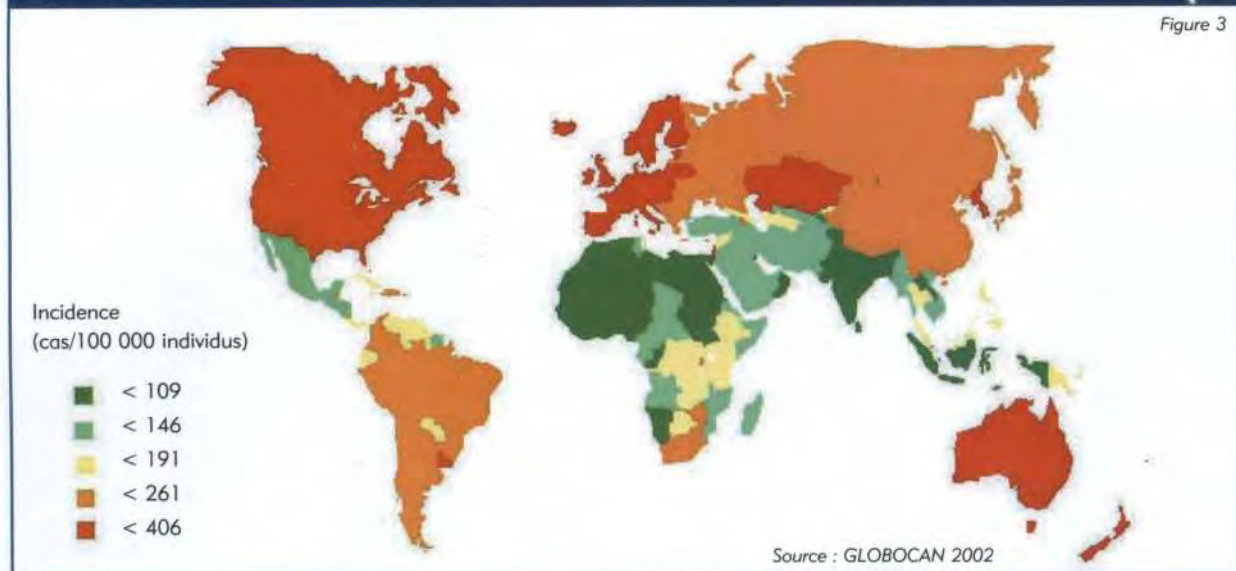 Figure 3
Incidence
(cas/100 000 individus)
< 109
< 146
< 191
< 261
< 406
Source : GLOBOCAN 2002